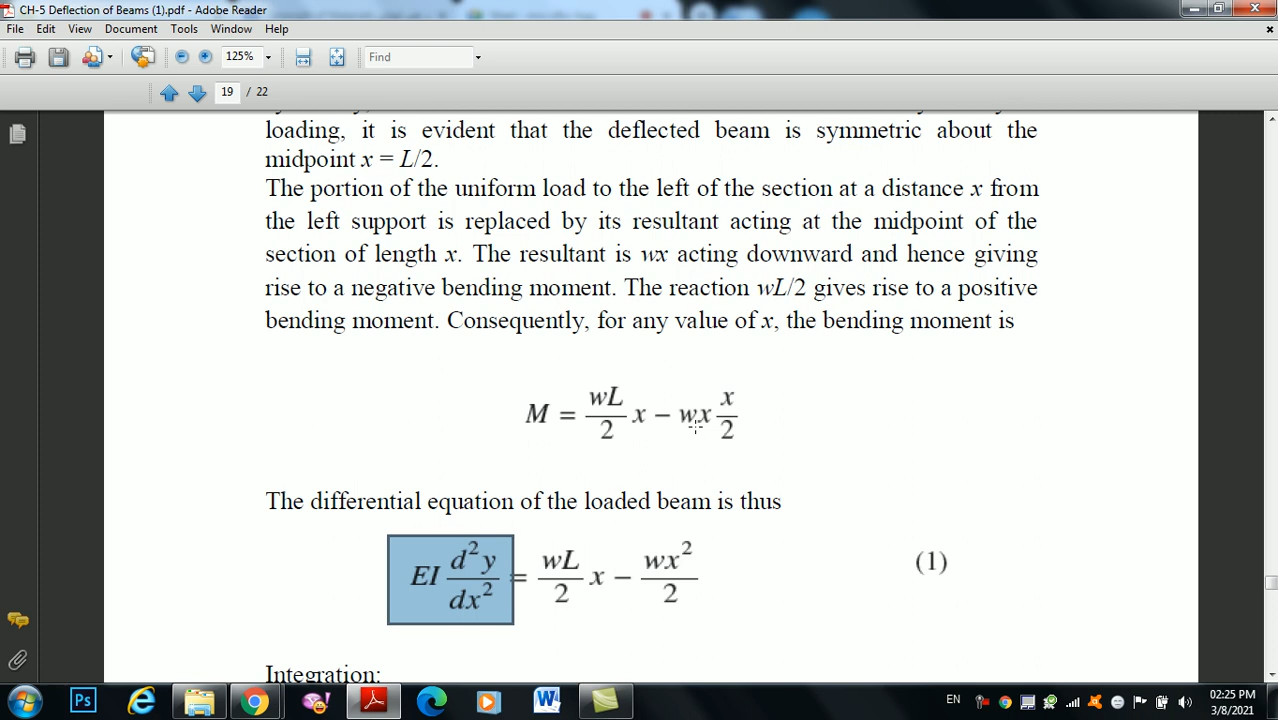 CH-5 Deflection of Beams (1).pdf - Adobe Reader
File Edit View Document Tools Window Help
125% Find
19 / 22
loading, it is evident that the deflected beam is symmetric about the
midpoint x = L/2.
The portion of the uniform load to the left of the section at a distance x from
the left support is replaced by its resultant acting at the midpoint of the
section of length x. The resultant is wx acting downward and hence giving
rise to a negative bending moment. The reaction wL/2 gives rise to a positive
bending moment. Consequently, for any value of x, the bending moment is
M = wL/2 x − wx x/2
The differential equation of the loaded beam is thus
EI d²y/dx² = wL/2 x − wx²/2 (1)
Integration:
Ps W EN 02:25 PM
3/8/2021